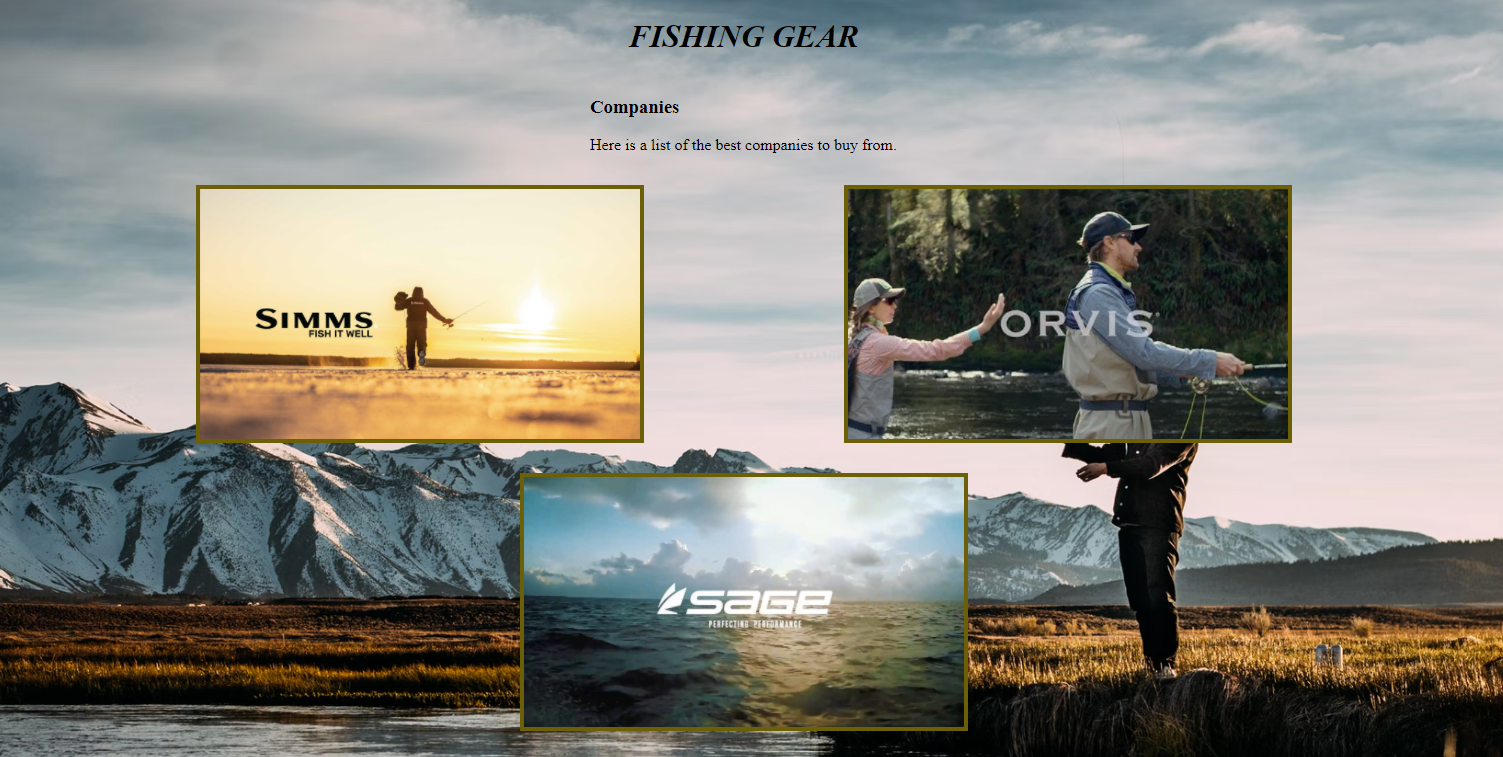 FISHING GEAR
Companies
Here is a list of the best companies to buy from.
SIMMS
FISH IT WELL
ORVIS
SAGE
PERFECTING PERFORMANCE